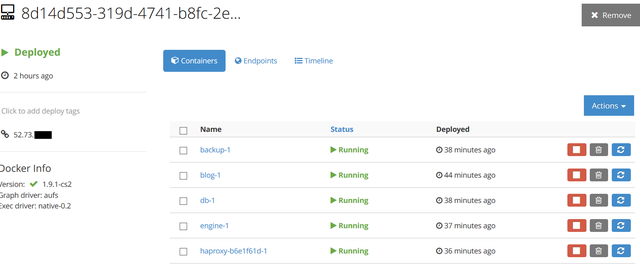 8d14d553-319d-4741-b8fc-2e...
Remove
Deployed
2 hours ago
Click to add deploy tags
52.73.
Docker Info
Version: 1.9.1-cs2
Graph driver: aufs
Exec driver: native-0.2
Containers Endpoints Timeline
Actions
Name Status Deployed
backup-1 Running 38 minutes ago
blog-1 Running 44 minutes ago
db-1 Running 38 minutes ago
engine-1 Running 37 minutes ago
haproxy-b6e1f61d-1 Running 36 minutes ago